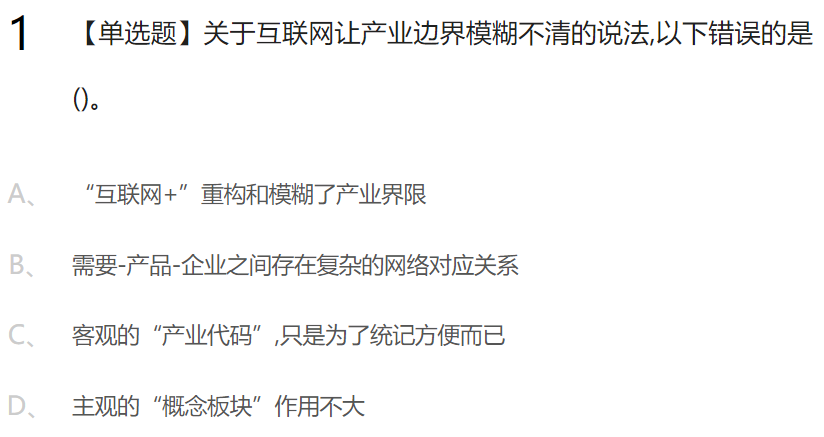 1 【单选题】关于互联网让产业边界模糊不清的说法,以下错误的是
()。
A、 “互联网+”重构和模糊了产业界限
B、 需要-产品-企业之间存在复杂的网络对应关系
C、 客观的“产业代码”,只是为了统记方便而已
D、 主观的“概念板块”作用不大